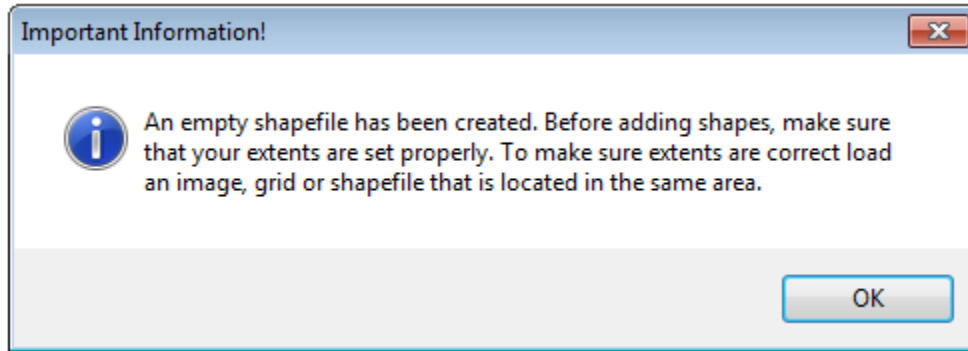 Important Information!
An empty shapefile has been created. Before adding shapes, make sure
that your extents are set properly. To make sure extents are correct load
an image, grid or shapefile that is located in the same area.
OK